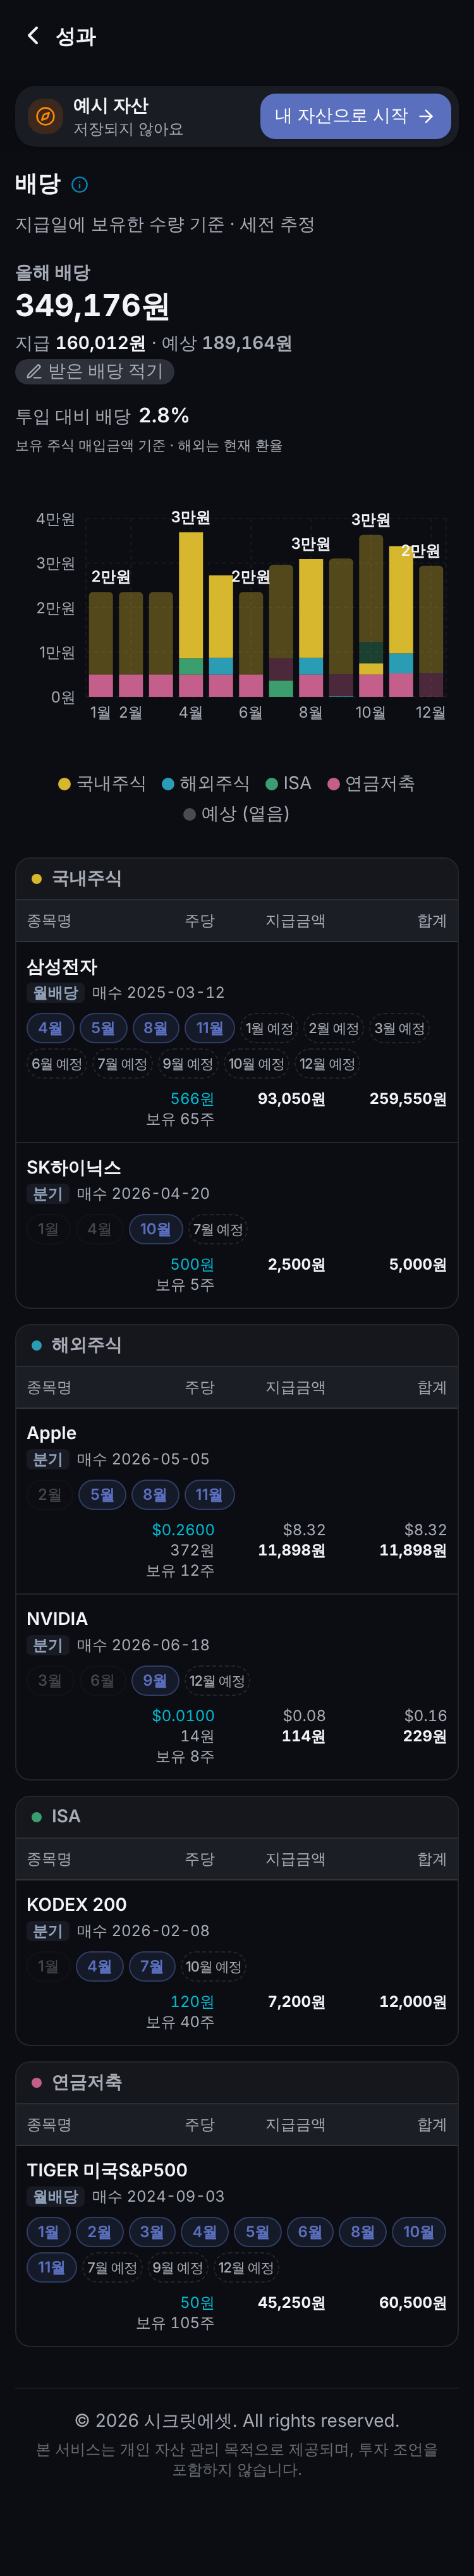 성과
예시 자산
저장되지 않아요
내 자산으로 시작
배당
지급일에 보유한 수량 기준 · 세전 추정
올해 배당
349,176원
지급 160,012원 · 예상 189,164원
받은 배당 적기
투입 대비 배당 2.8%
보유 주식 매입금액 기준 · 해외는 현재 환율
4만원
3만원
2만원
1만원
0원
2만원
3만원
2만원
3만원
3만원
2만원
1월 2월 4월 6월 8월 10월 12월
국내주식 해외주식 ISA 연금저축
예상 (옅음)
국내주식
종목명 주당 지급금액 합계
삼성전자
월배당 매수 2025-03-12
4월 5월 8월 11월 1월 예정 2월 예정 3월 예정
6월 예정 7월 예정 9월 예정 10월 예정 12월 예정
566원 93,050원 259,550원
보유 65주
SK하이닉스
분기 매수 2026-04-20
1월 4월 10월 7월 예정
500원 2,500원 5,000원
보유 5주
해외주식
종목명 주당 지급금액 합계
Apple
분기 매수 2026-05-05
2월 5월 8월 11월
$0.2600 $8.32 $8.32
372원 11,898원 11,898원
보유 12주
NVIDIA
분기 매수 2026-06-18
3월 6월 9월 12월 예정
$0.0100 $0.08 $0.16
14원 114원 229원
보유 8주
ISA
종목명 주당 지급금액 합계
KODEX 200
분기 매수 2026-02-08
1월 4월 7월 10월 예정
120원 7,200원 12,000원
보유 40주
연금저축
종목명 주당 지급금액 합계
TIGER 미국S&P500
월배당 매수 2024-09-03
1월 2월 3월 4월 5월 6월 8월 10월
11월 7월 예정 9월 예정 12월 예정
50원 45,250원 60,500원
보유 105주
© 2026 시크릿에셋. All rights reserved.
본 서비스는 개인 자산 관리 목적으로 제공되며, 투자 조언을
포함하지 않습니다.